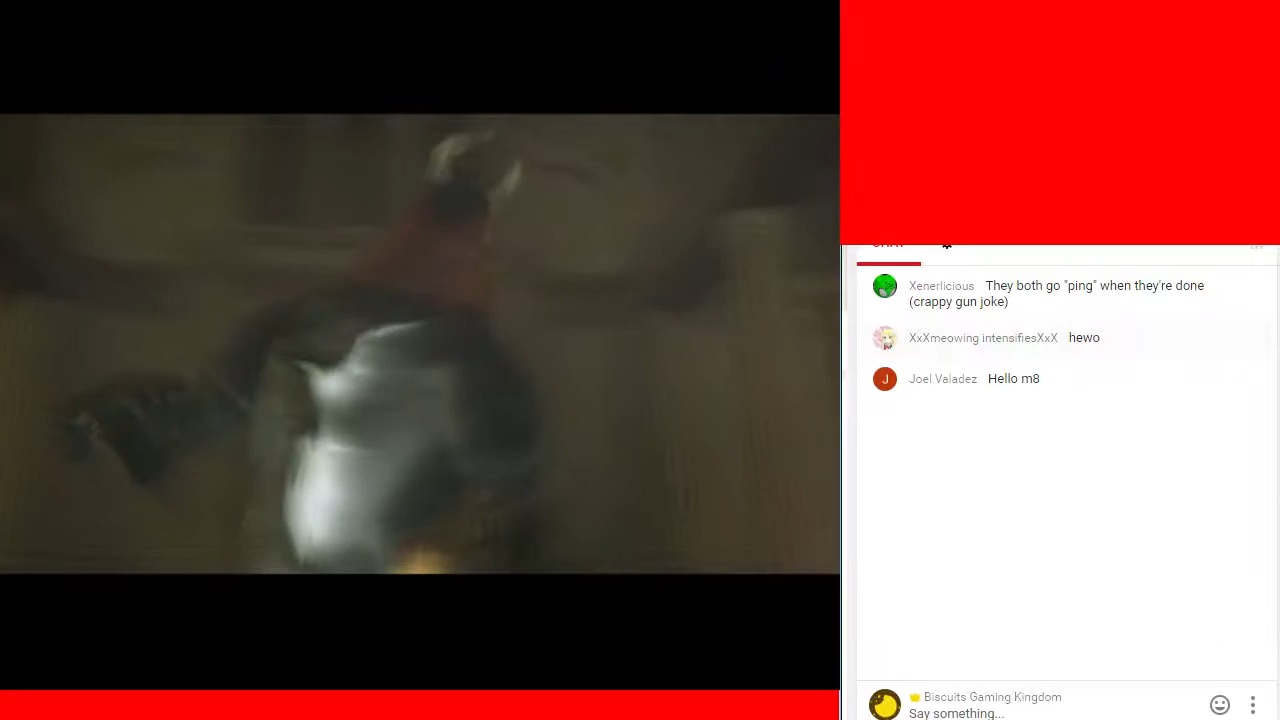 CHAT
Xenerlicious They both go "ping" when they're done
(crappy gun joke)
XxXmeowing intensifiesXxX hewo
J Joel Valadez Hello m8
Biscuits Gaming Kingdom
Say something...